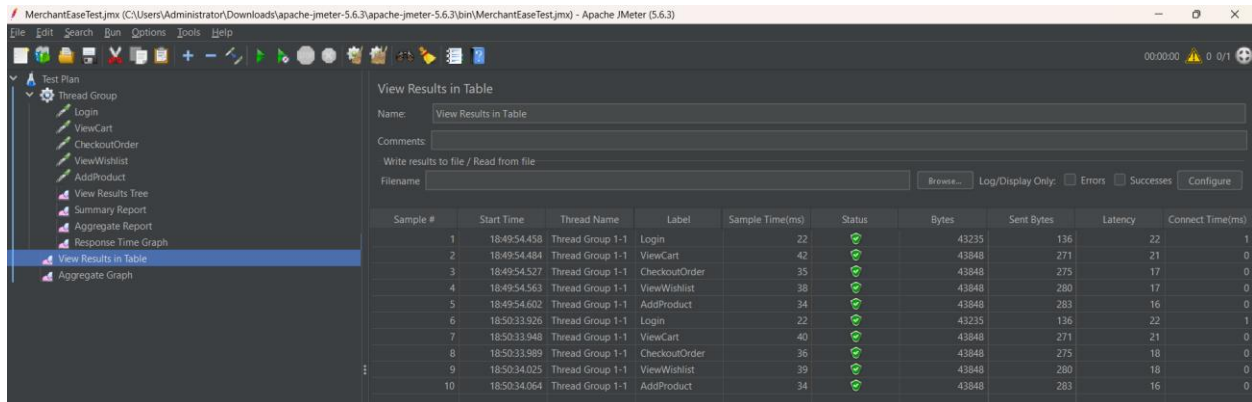 MerchantEaseTest.jmx (C:\Users\Administrator\Downloads\apache-jmeter-5.6.3\apache-jmeter-5.6.3\bin\MerchantEaseTest.jmx) - Apache JMeter (5.6.3)
File Edit Search Run Options Tools Help
00:00:00 0 0/1
Test Plan
Thread Group
Login
ViewCart
CheckoutOrder
ViewWishlist
AddProduct
View Results Tree
Summary Report
Aggregate Report
Response Time Graph
View Results in Table
Aggregate Graph
View Results in Table
Name: View Results in Table
Comments:
Write results to file / Read from file
Filename Browse... Log/Display Only: Errors Successes Configure
Sample # Start Time Thread Name Label Sample Time(ms) Status Bytes Sent Bytes Latency Connect Time(ms)
1 18:49:54.458 Thread Group 1-1 Login 22 43235 136 22 1
2 18:49:54.484 Thread Group 1-1 ViewCart 42 43848 271 21 0
3 18:49:54.527 Thread Group 1-1 CheckoutOrder 35 43848 275 17 0
4 18:49:54.563 Thread Group 1-1 ViewWishlist 38 43848 280 17 0
5 18:49:54.602 Thread Group 1-1 AddProduct 34 43848 283 16 0
6 18:50:33.926 Thread Group 1-1 Login 22 43235 136 22 1
7 18:50:33.948 Thread Group 1-1 ViewCart 40 43848 271 21 0
8 18:50:33.989 Thread Group 1-1 CheckoutOrder 36 43848 275 18 0
9 18:50:34.025 Thread Group 1-1 ViewWishlist 39 43848 280 18 0
10 18:50:34.064 Thread Group 1-1 AddProduct 34 43848 283 16 0